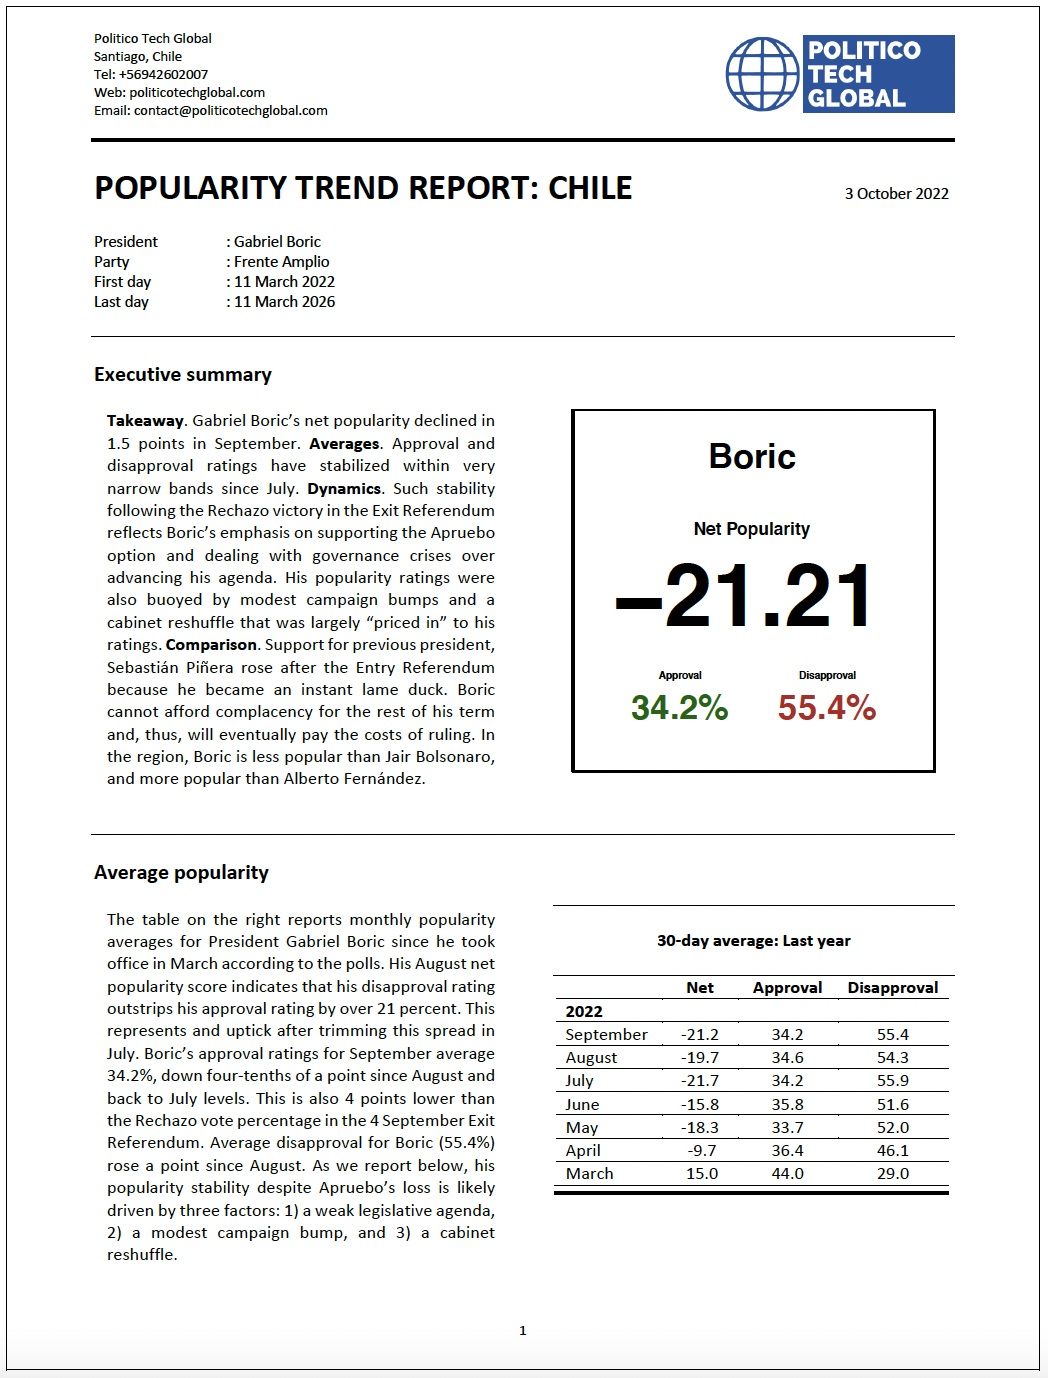 Politico Tech Global
Santiago, Chile
Tel: +56942602007
Web: politicotechglobal.com
Email: contact@politicotechglobal.com
POLITICO
TECH
GLOBAL
POPULARITY TREND REPORT: CHILE
3 October 2022
President : Gabriel Boric
Party : Frente Amplio
First day : 11 March 2022
Last day : 11 March 2026
Executive summary
Takeaway. Gabriel Boric’s net popularity declined in
1.5 points in September. Averages. Approval and
disapproval ratings have stabilized within very
narrow bands since July. Dynamics. Such stability
following the Rechazo victory in the Exit Referendum
reflects Boric’s emphasis on supporting the Apruebo
option and dealing with governance crises over
advancing his agenda. His popularity ratings were
also buoyed by modest campaign bumps and a
cabinet reshuffle that was largely “priced in” to his
ratings. Comparison. Support for previous president,
Sebastián Piñera rose after the Entry Referendum
because he became an instant lame duck. Boric
cannot afford complacency for the rest of his term
and, thus, will eventually pay the costs of ruling. In
the region, Boric is less popular than Jair Bolsonaro,
and more popular than Alberto Fernández.
Boric
Net Popularity
–21.21
Approval Disapproval
34.2% 55.4%
Average popularity
The table on the right reports monthly popularity
averages for President Gabriel Boric since he took
office in March according to the polls. His August net
popularity score indicates that his disapproval rating
outstrips his approval rating by over 21 percent. This
represents and uptick after trimming this spread in
July. Boric’s approval ratings for September average
34.2%, down four-tenths of a point since August and
back to July levels. This is also 4 points lower than
the Rechazo vote percentage in the 4 September Exit
Referendum. Average disapproval for Boric (55.4%)
rose a point since August. As we report below, his
popularity stability despite Apruebo’s loss is likely
driven by three factors: 1) a weak legislative agenda,
2) a modest campaign bump, and 3) a cabinet
reshuffle.
30-day average: Last year
Net Approval Disapproval
2022
September -21.2 34.2 55.4
August -19.7 34.6 54.3
July -21.7 34.2 55.9
June -15.8 35.8 51.6
May -18.3 33.7 52.0
April -9.7 36.4 46.1
March 15.0 44.0 29.0
1